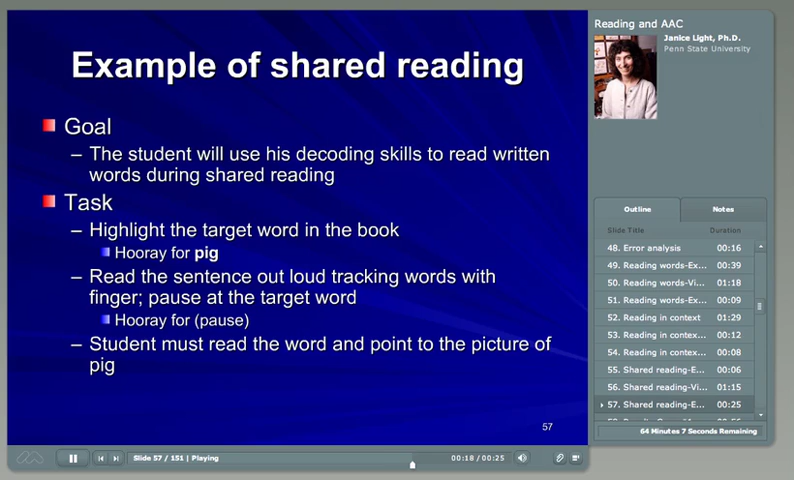 Example of shared reading
Goal
– The student will use his decoding skills to read written
words during shared reading
Task
– Highlight the target word in the book
Hooray for pig
– Read the sentence out loud tracking words with
finger; pause at the target word
Hooray for (pause)
– Student must read the word and point to the picture of
pig
57
Reading and AAC
Janice Light, Ph.D.
Penn State University
Outline
Notes
Slide Title Duration
48. Error analysis 00:16
49. Reading words-Ex... 00:39
50. Reading words-Vi... 01:18
51. Reading words-Ex... 00:09
52. Reading in context 01:29
53. Reading in contex... 00:12
54. Reading in contex... 00:08
55. Shared reading-E... 00:06
56. Shared reading-Vi... 01:15
57. Shared reading-E... 00:25
64 Minutes 7 Seconds Remaining
Slide 57 / 151 | Playing
00:18 / 00:25